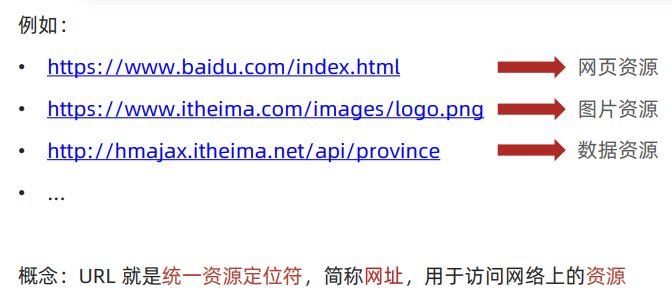 例如：
• https://www.baidu.com/index.html 网页资源
• https://www.itheima.com/images/logo.png 图片资源
• http://hmajax.itheima.net/api/province 数据资源
• ...
概念：URL 就是统一资源定位符，简称网址，用于访问网络上的资源